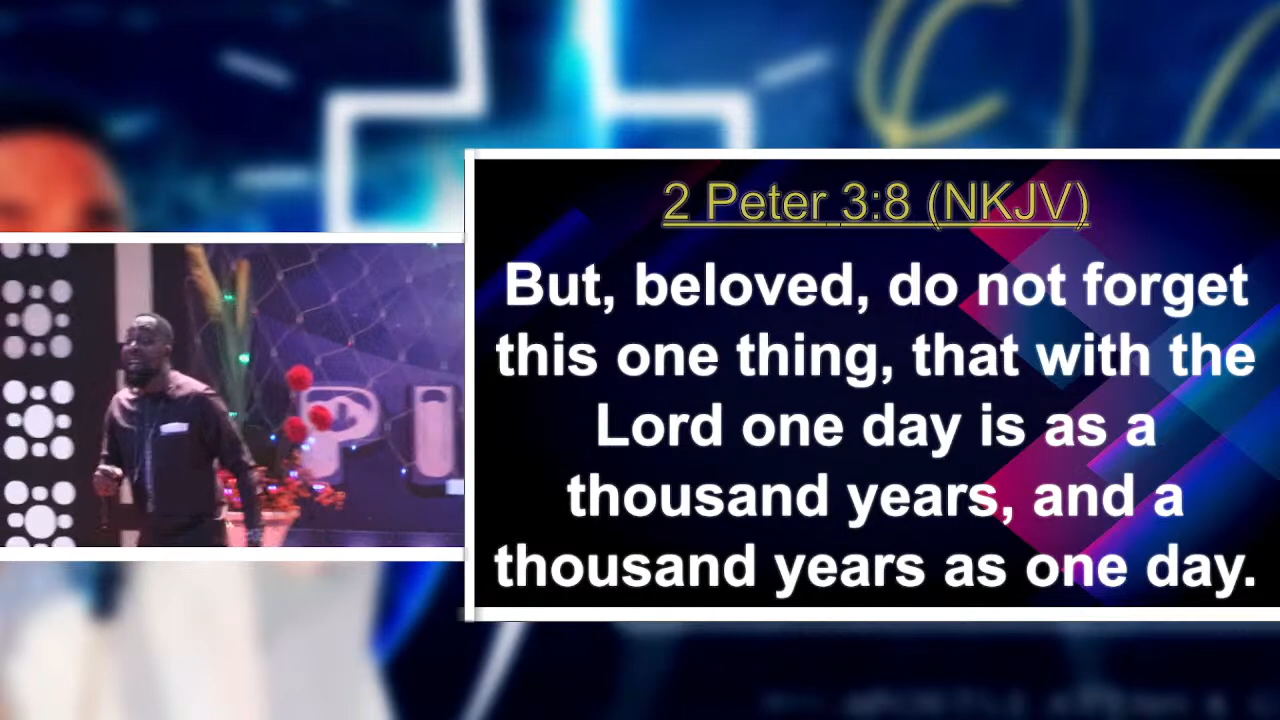 2 Peter 3:8 (NKJV)
But, beloved, do not forget
this one thing, that with the
Lord one day is as a
thousand years, and a
thousand years as one day.
PI